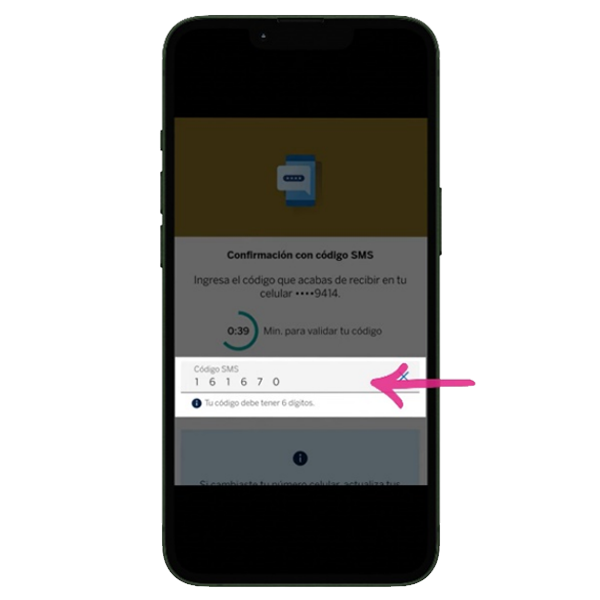 Confirmación con código SMS
Ingresa el código que acabas de recibir en tu
celular ••••9414.
0:39 Min. para validar tu código
Código SMS
1 6 1 6 7 0
Tu código debe tener 6 dígitos.
Si cambiaste tu número celular, actualiza tus